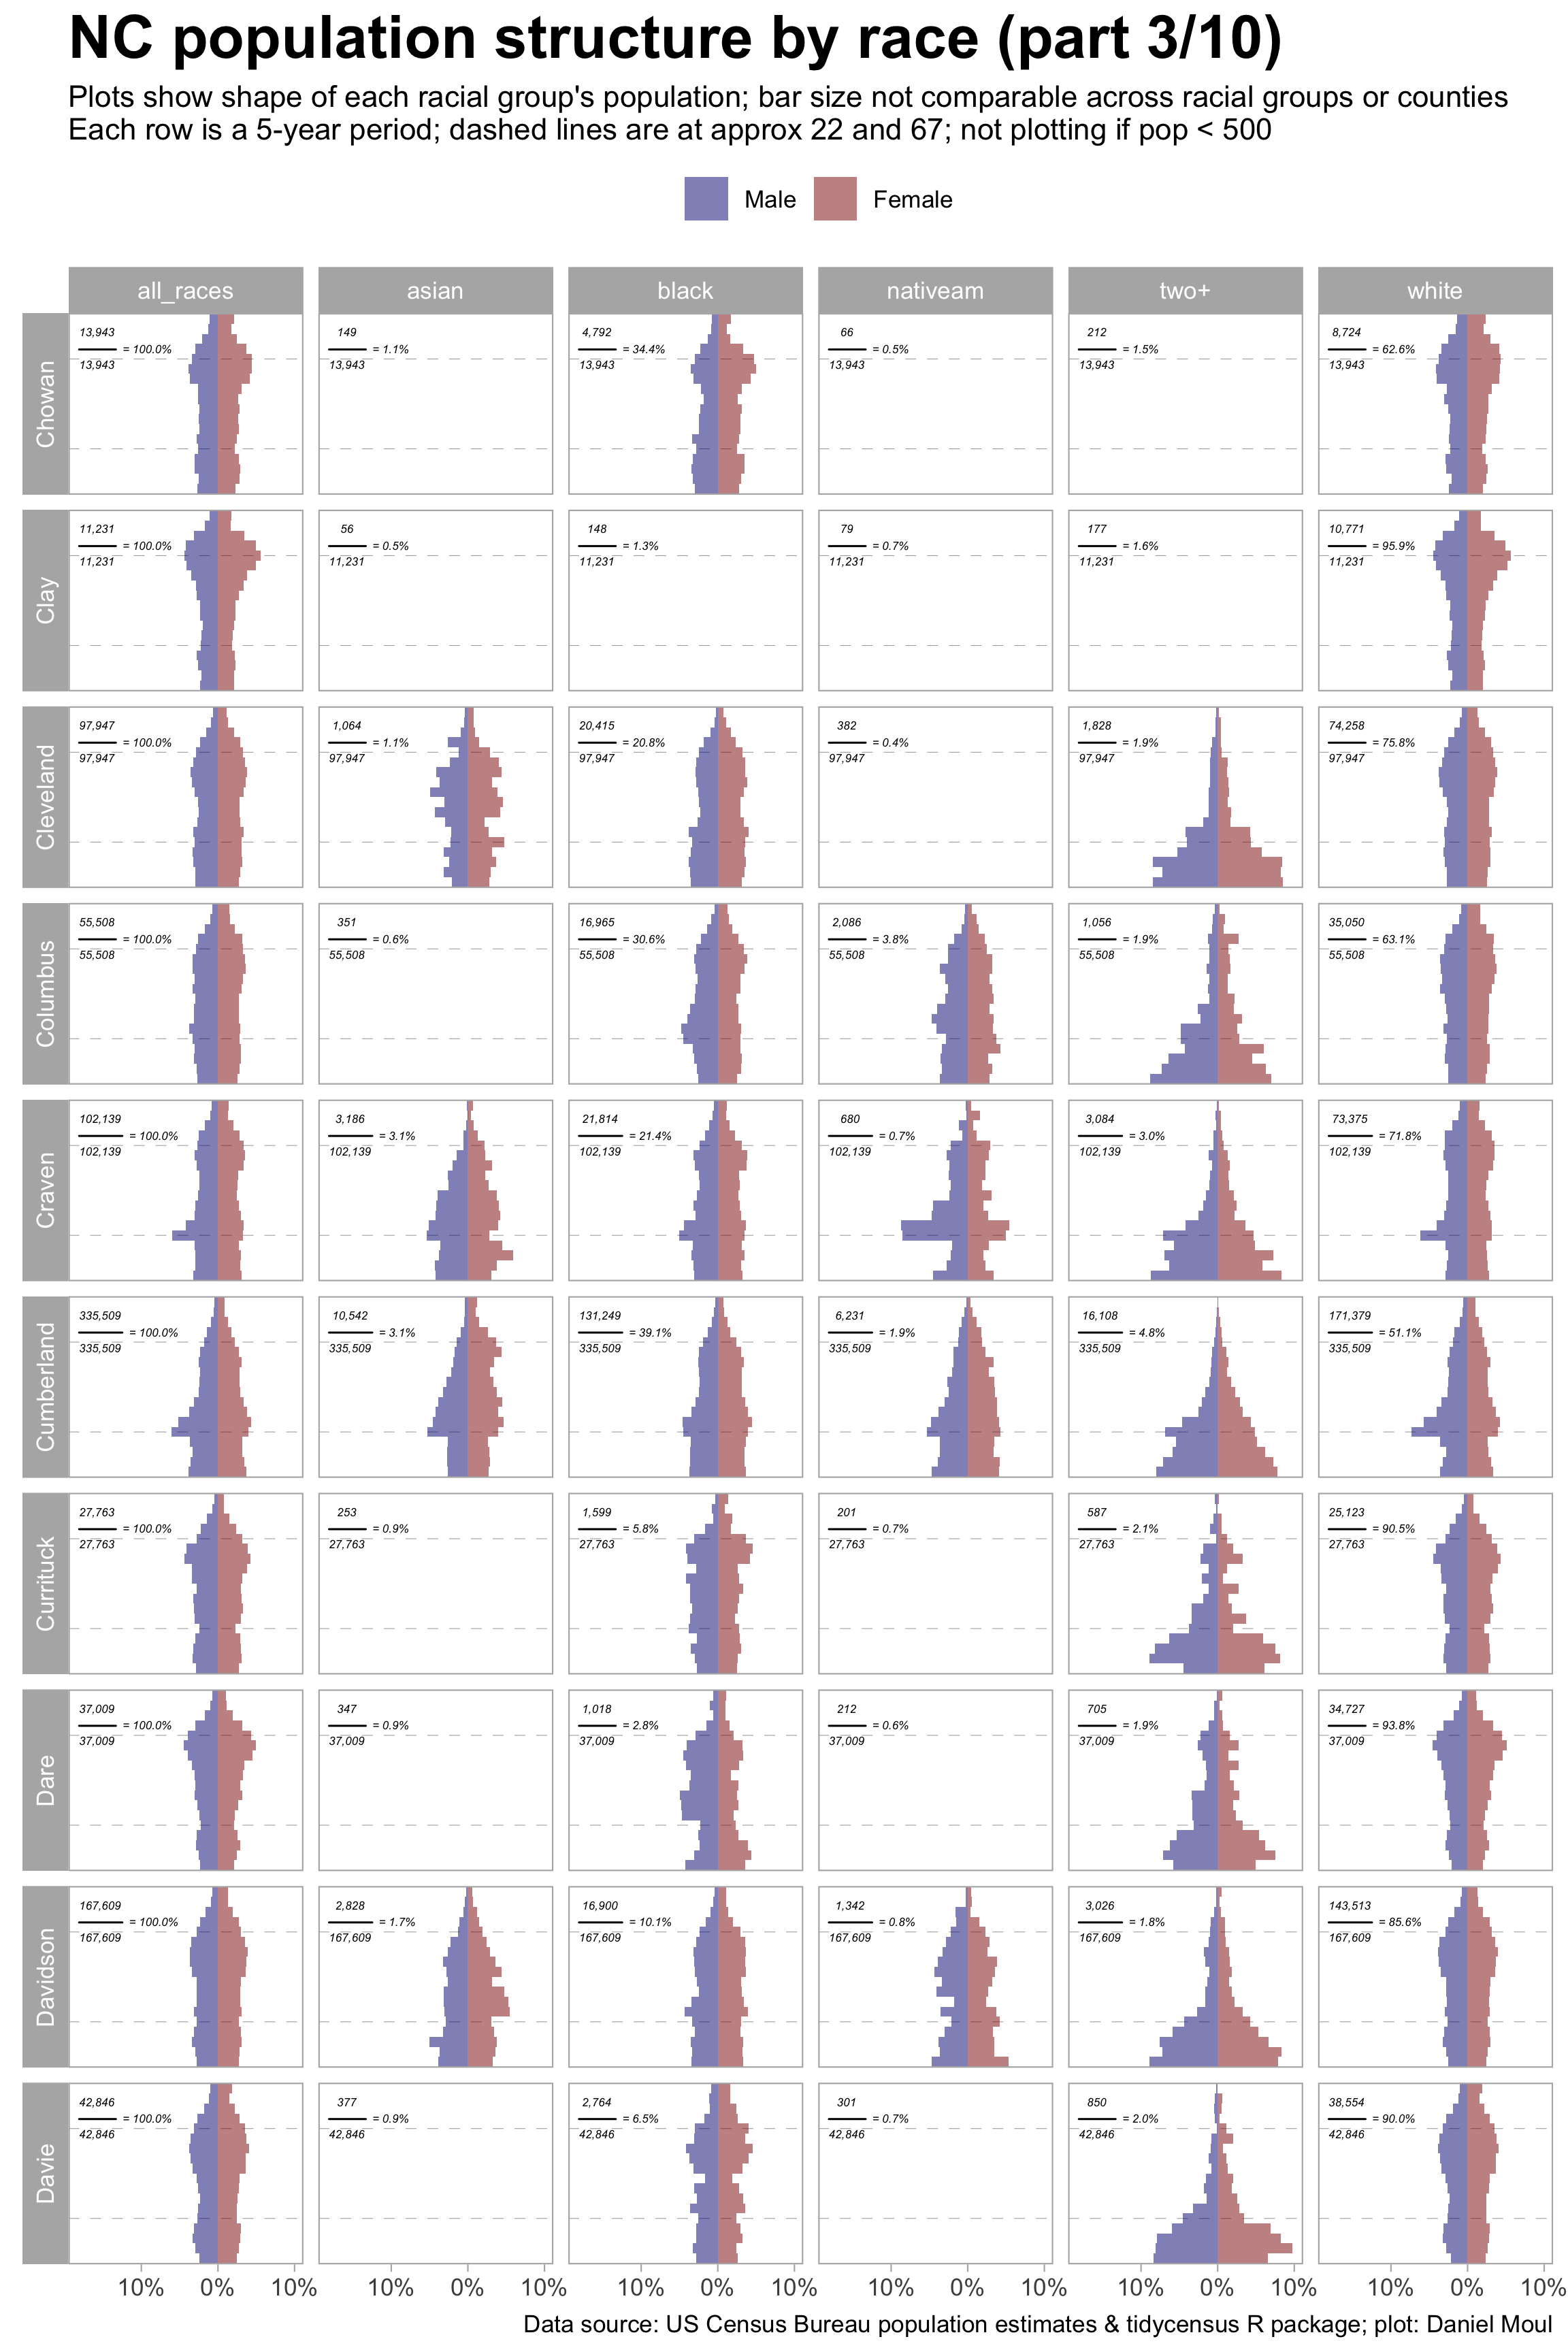 NC population structure by race (part 3/10)
Plots show shape of each racial group's population; bar size not comparable across racial groups or counties
Each row is a 5-year period; dashed lines are at approx 22 and 67; not plotting if pop < 500
Male Female
all_races asian black nativeam two+ white
Chowan
13,943 149 4,792 66 212 8,724
= 100.0% = 1.1% = 34.4% = 0.5% = 1.5% = 62.6%
13,943 13,943 13,943 13,943 13,943 13,943
Clay
11,231 56 148 79 177 10,771
= 100.0% = 0.5% = 1.3% = 0.7% = 1.6% = 95.9%
11,231 11,231 11,231 11,231 11,231 11,231
Cleveland
97,947 1,064 20,415 382 1,828 74,258
= 100.0% = 1.1% = 20.8% = 0.4% = 1.9% = 75.8%
97,947 97,947 97,947 97,947 97,947 97,947
Columbus
55,508 351 16,965 2,086 1,056 35,050
= 100.0% = 0.6% = 30.6% = 3.8% = 1.9% = 63.1%
55,508 55,508 55,508 55,508 55,508 55,508
Craven
102,139 3,186 21,814 680 3,084 73,375
= 100.0% = 3.1% = 21.4% = 0.7% = 3.0% = 71.8%
102,139 102,139 102,139 102,139 102,139 102,139
Cumberland
335,509 10,542 131,249 6,231 16,108 171,379
= 100.0% = 3.1% = 39.1% = 1.9% = 4.8% = 51.1%
335,509 335,509 335,509 335,509 335,509 335,509
Currituck
27,763 253 1,599 201 587 25,123
= 100.0% = 0.9% = 5.8% = 0.7% = 2.1% = 90.5%
27,763 27,763 27,763 27,763 27,763 27,763
Dare
37,009 347 1,018 212 705 34,727
= 100.0% = 0.9% = 2.8% = 0.6% = 1.9% = 93.8%
37,009 37,009 37,009 37,009 37,009 37,009
Davidson
167,609 2,828 16,900 1,342 3,026 143,513
= 100.0% = 1.7% = 10.1% = 0.8% = 1.8% = 85.6%
167,609 167,609 167,609 167,609 167,609 167,609
Davie
42,846 377 2,764 301 850 38,554
= 100.0% = 0.9% = 6.5% = 0.7% = 2.0% = 90.0%
42,846 42,846 42,846 42,846 42,846 42,846
10% 0% 10% 10% 0% 10% 10% 0% 10% 10% 0% 10% 10% 0% 10% 10% 0% 10%
Data source: US Census Bureau population estimates & tidycensus R package; plot: Daniel Moul